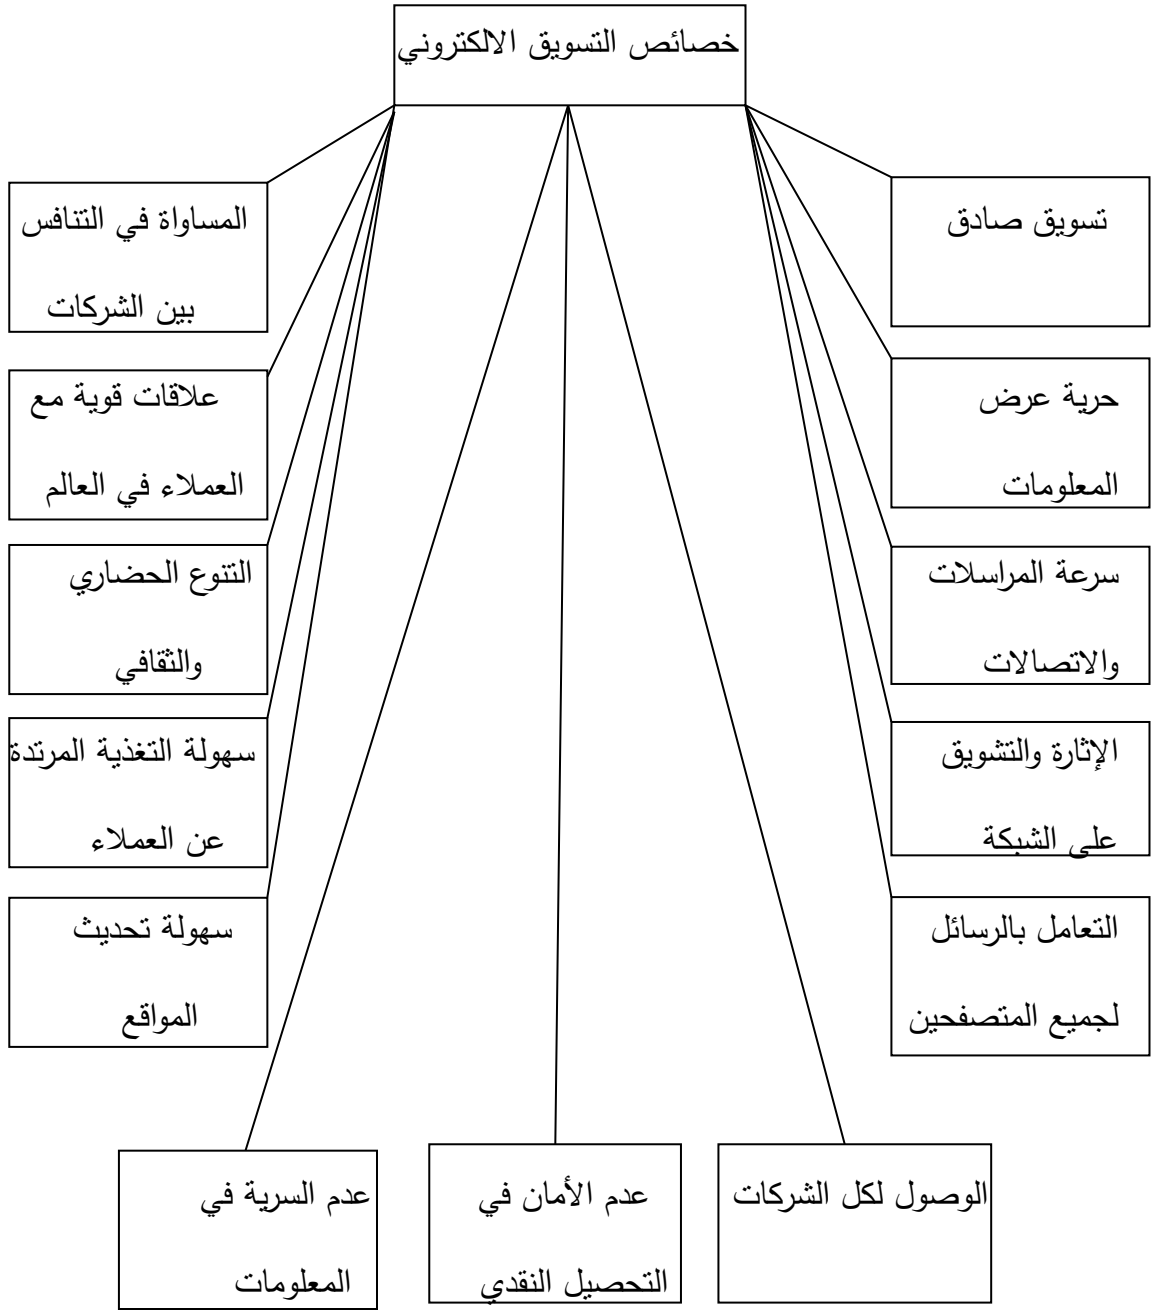 خصائص التسويق الالكتروني
تسويق صادق
حرية عرض
المعلومات
سرعة المراسلات
والاتصالات
الإثارة والتشويق
على الشبكة
التعامل بالرسائل
لجميع المتصفحين
المساواة في التنافس
بين الشركات
علاقات قوية مع
العملاء في العالم
التنوع الحضاري
والثقافي
سهولة التغذية المرتدة
عن العملاء
سهولة تحديث
المواقع
الوصول لكل الشركات
عدم الأمان في
التحصيل النقدي
عدم السرية في
المعلومات